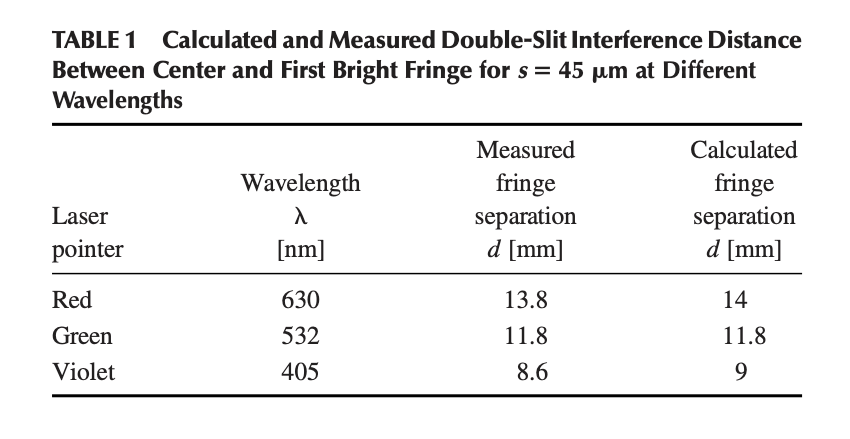 TABLE 1 Calculated and Measured Double-Slit Interference Distance
Between Center and First Bright Fringe for s = 45 μm at Different
Wavelengths
Laser pointer Wavelength λ [nm] Measured fringe separation d [mm] Calculated fringe separation d [mm]
Red 630 13.8 14
Green 532 11.8 11.8
Violet 405 8.6 9